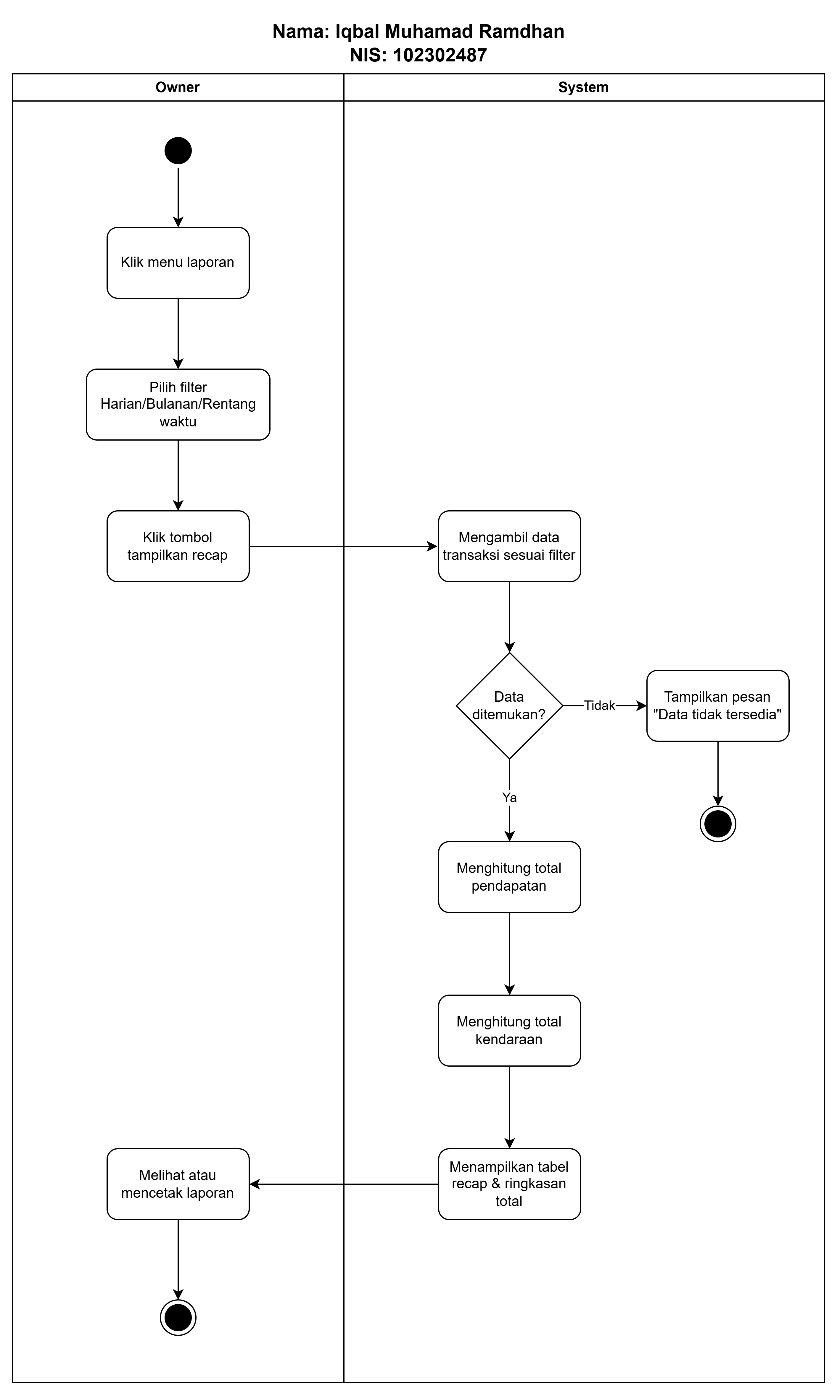 Nama: Iqbal Muhamad Ramdhan
NIS: 102302487
Owner
System
Klik menu laporan
Pilih filter
Harian/Bulanan/Rentang
waktu
Klik tombol
tampilkan recap
Mengambil data
transaksi sesuai filter
Data
ditemukan?
Tidak
Tampilkan pesan
"Data tidak tersedia"
Ya
Menghitung total
pendapatan
Menghitung total
kendaraan
Menampilkan tabel
recap & ringkasan
total
Melihat atau
mencetak laporan